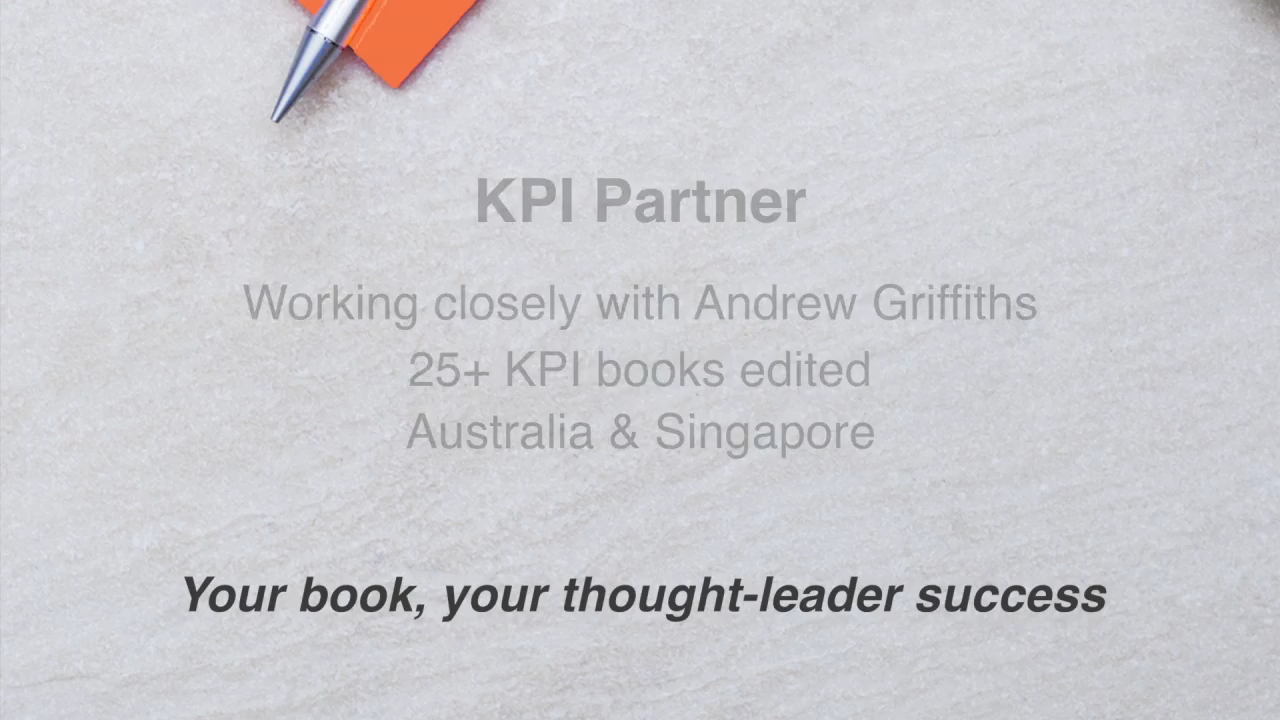 KPI Partner
Working closely with Andrew Griffiths
25+ KPI books edited
Australia & Singapore
Your book, your thought-leader success